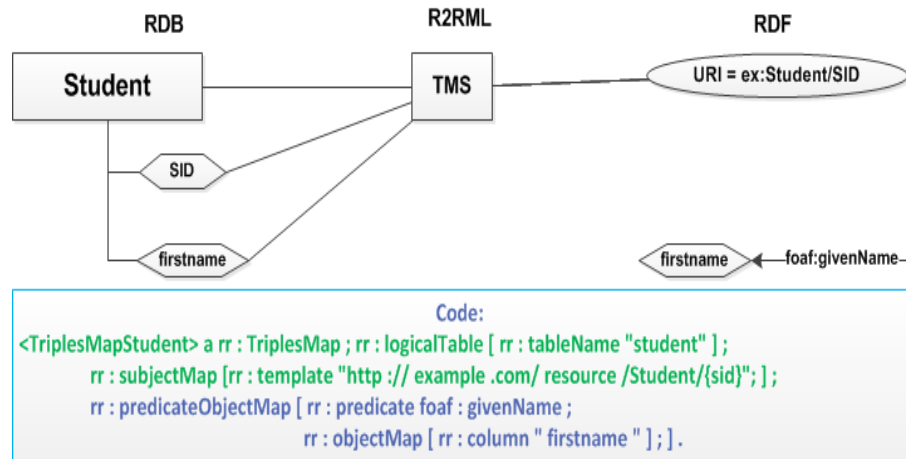 RDB
R2RML
RDF
Student
TMS
URI = ex:Student/SID
SID
firstname
firstname
foaf:givenName
Code:
<TriplesMapStudent> a rr : TriplesMap ; rr : logicalTable [ rr : tableName "student" ] ;
rr : subjectMap [rr : template "http :// example .com/ resource /Student/{sid}"; ] ;
rr : predicateObjectMap [ rr : predicate foaf : givenName ;
rr : objectMap [ rr : column " firstname " ] ; ] .